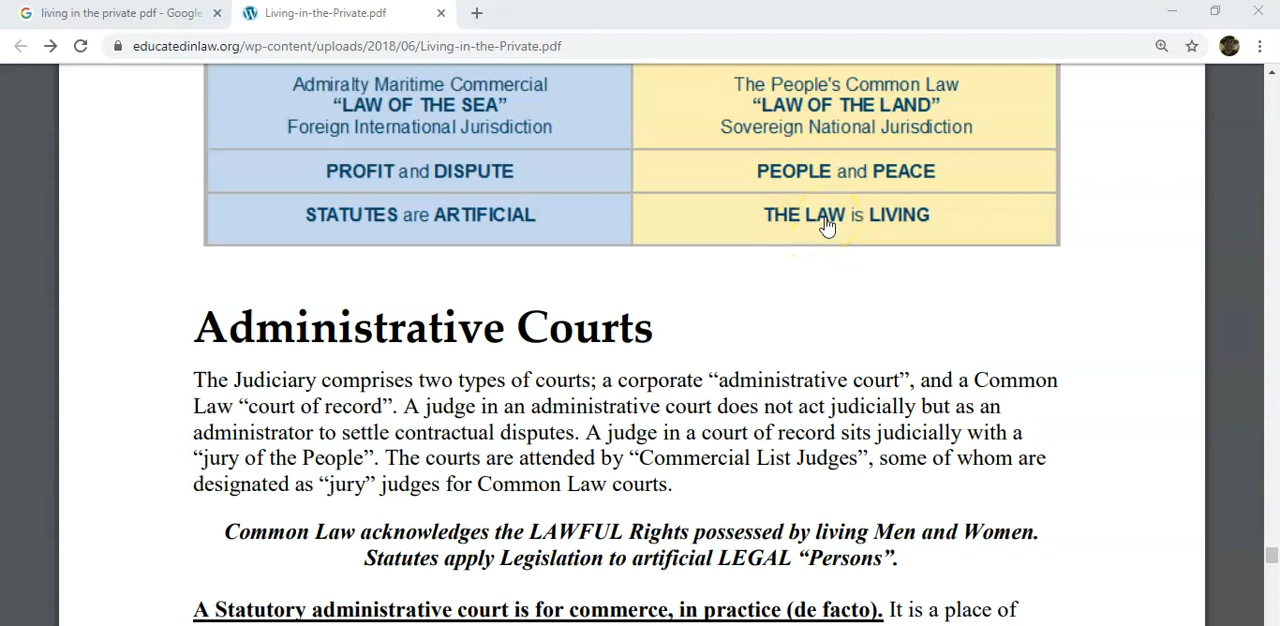 living in the private pdf - Google
Living-in-the-Private.pdf
educatedinlaw.org/wp-content/uploads/2018/06/Living-in-the-Private.pdf
Admiralty Maritime Commercial
“LAW OF THE SEA”
Foreign International Jurisdiction
The People's Common Law
“LAW OF THE LAND”
Sovereign National Jurisdiction
PROFIT and DISPUTE
PEOPLE and PEACE
STATUTES are ARTIFICIAL
THE LAW is LIVING
Administrative Courts
The Judiciary comprises two types of courts; a corporate “administrative court”, and a Common
Law “court of record”. A judge in an administrative court does not act judicially but as an
administrator to settle contractual disputes. A judge in a court of record sits judicially with a
“jury of the People”. The courts are attended by “Commercial List Judges”, some of whom are
designated as “jury” judges for Common Law courts.
Common Law acknowledges the LAWFUL Rights possessed by living Men and Women.
Statutes apply Legislation to artificial LEGAL “Persons”.
A Statutory administrative court is for commerce, in practice (de facto). It is a place of